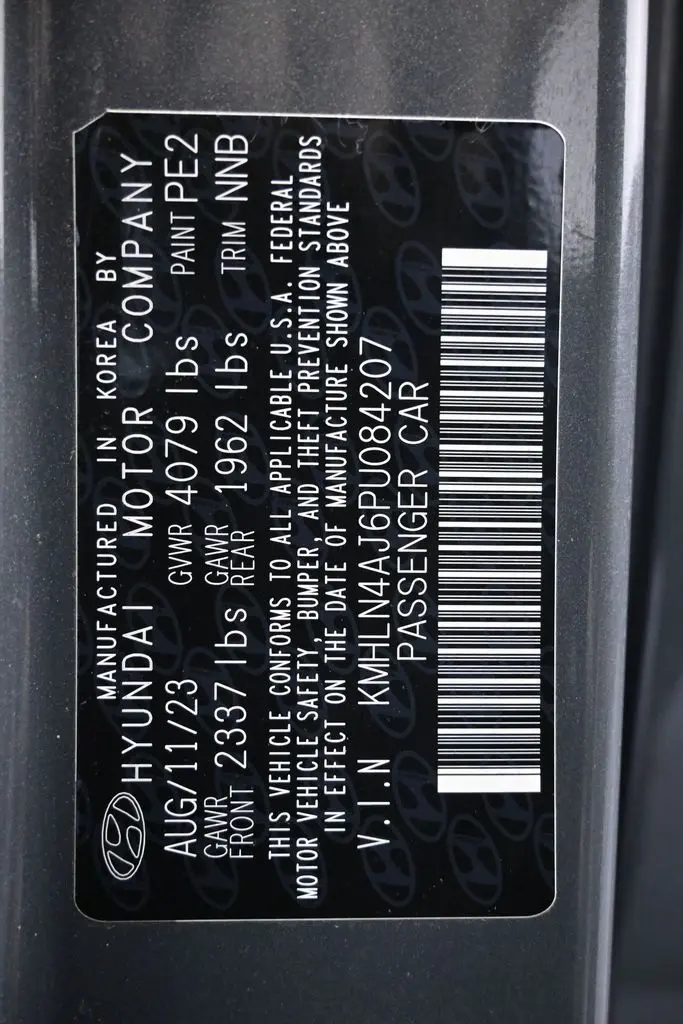 MANUFACTURED IN KOREA BY
HYUNDAI MOTOR COMPANY
AUG/11/23 GVWR 4079 lbs PAINT PE2
GAWR FRONT 2337 lbs GAWR REAR 1962 lbs TRIM NNB
THIS VEHICLE CONFORMS TO ALL APPLICABLE U.S.A. FEDERAL
MOTOR VEHICLE SAFETY, BUMPER, AND THEFT PREVENTION STANDARDS
IN EFFECT ON THE DATE OF MANUFACTURE SHOWN ABOVE
V.I.N KMHLN4AJ6PU084207
PASSENGER CAR